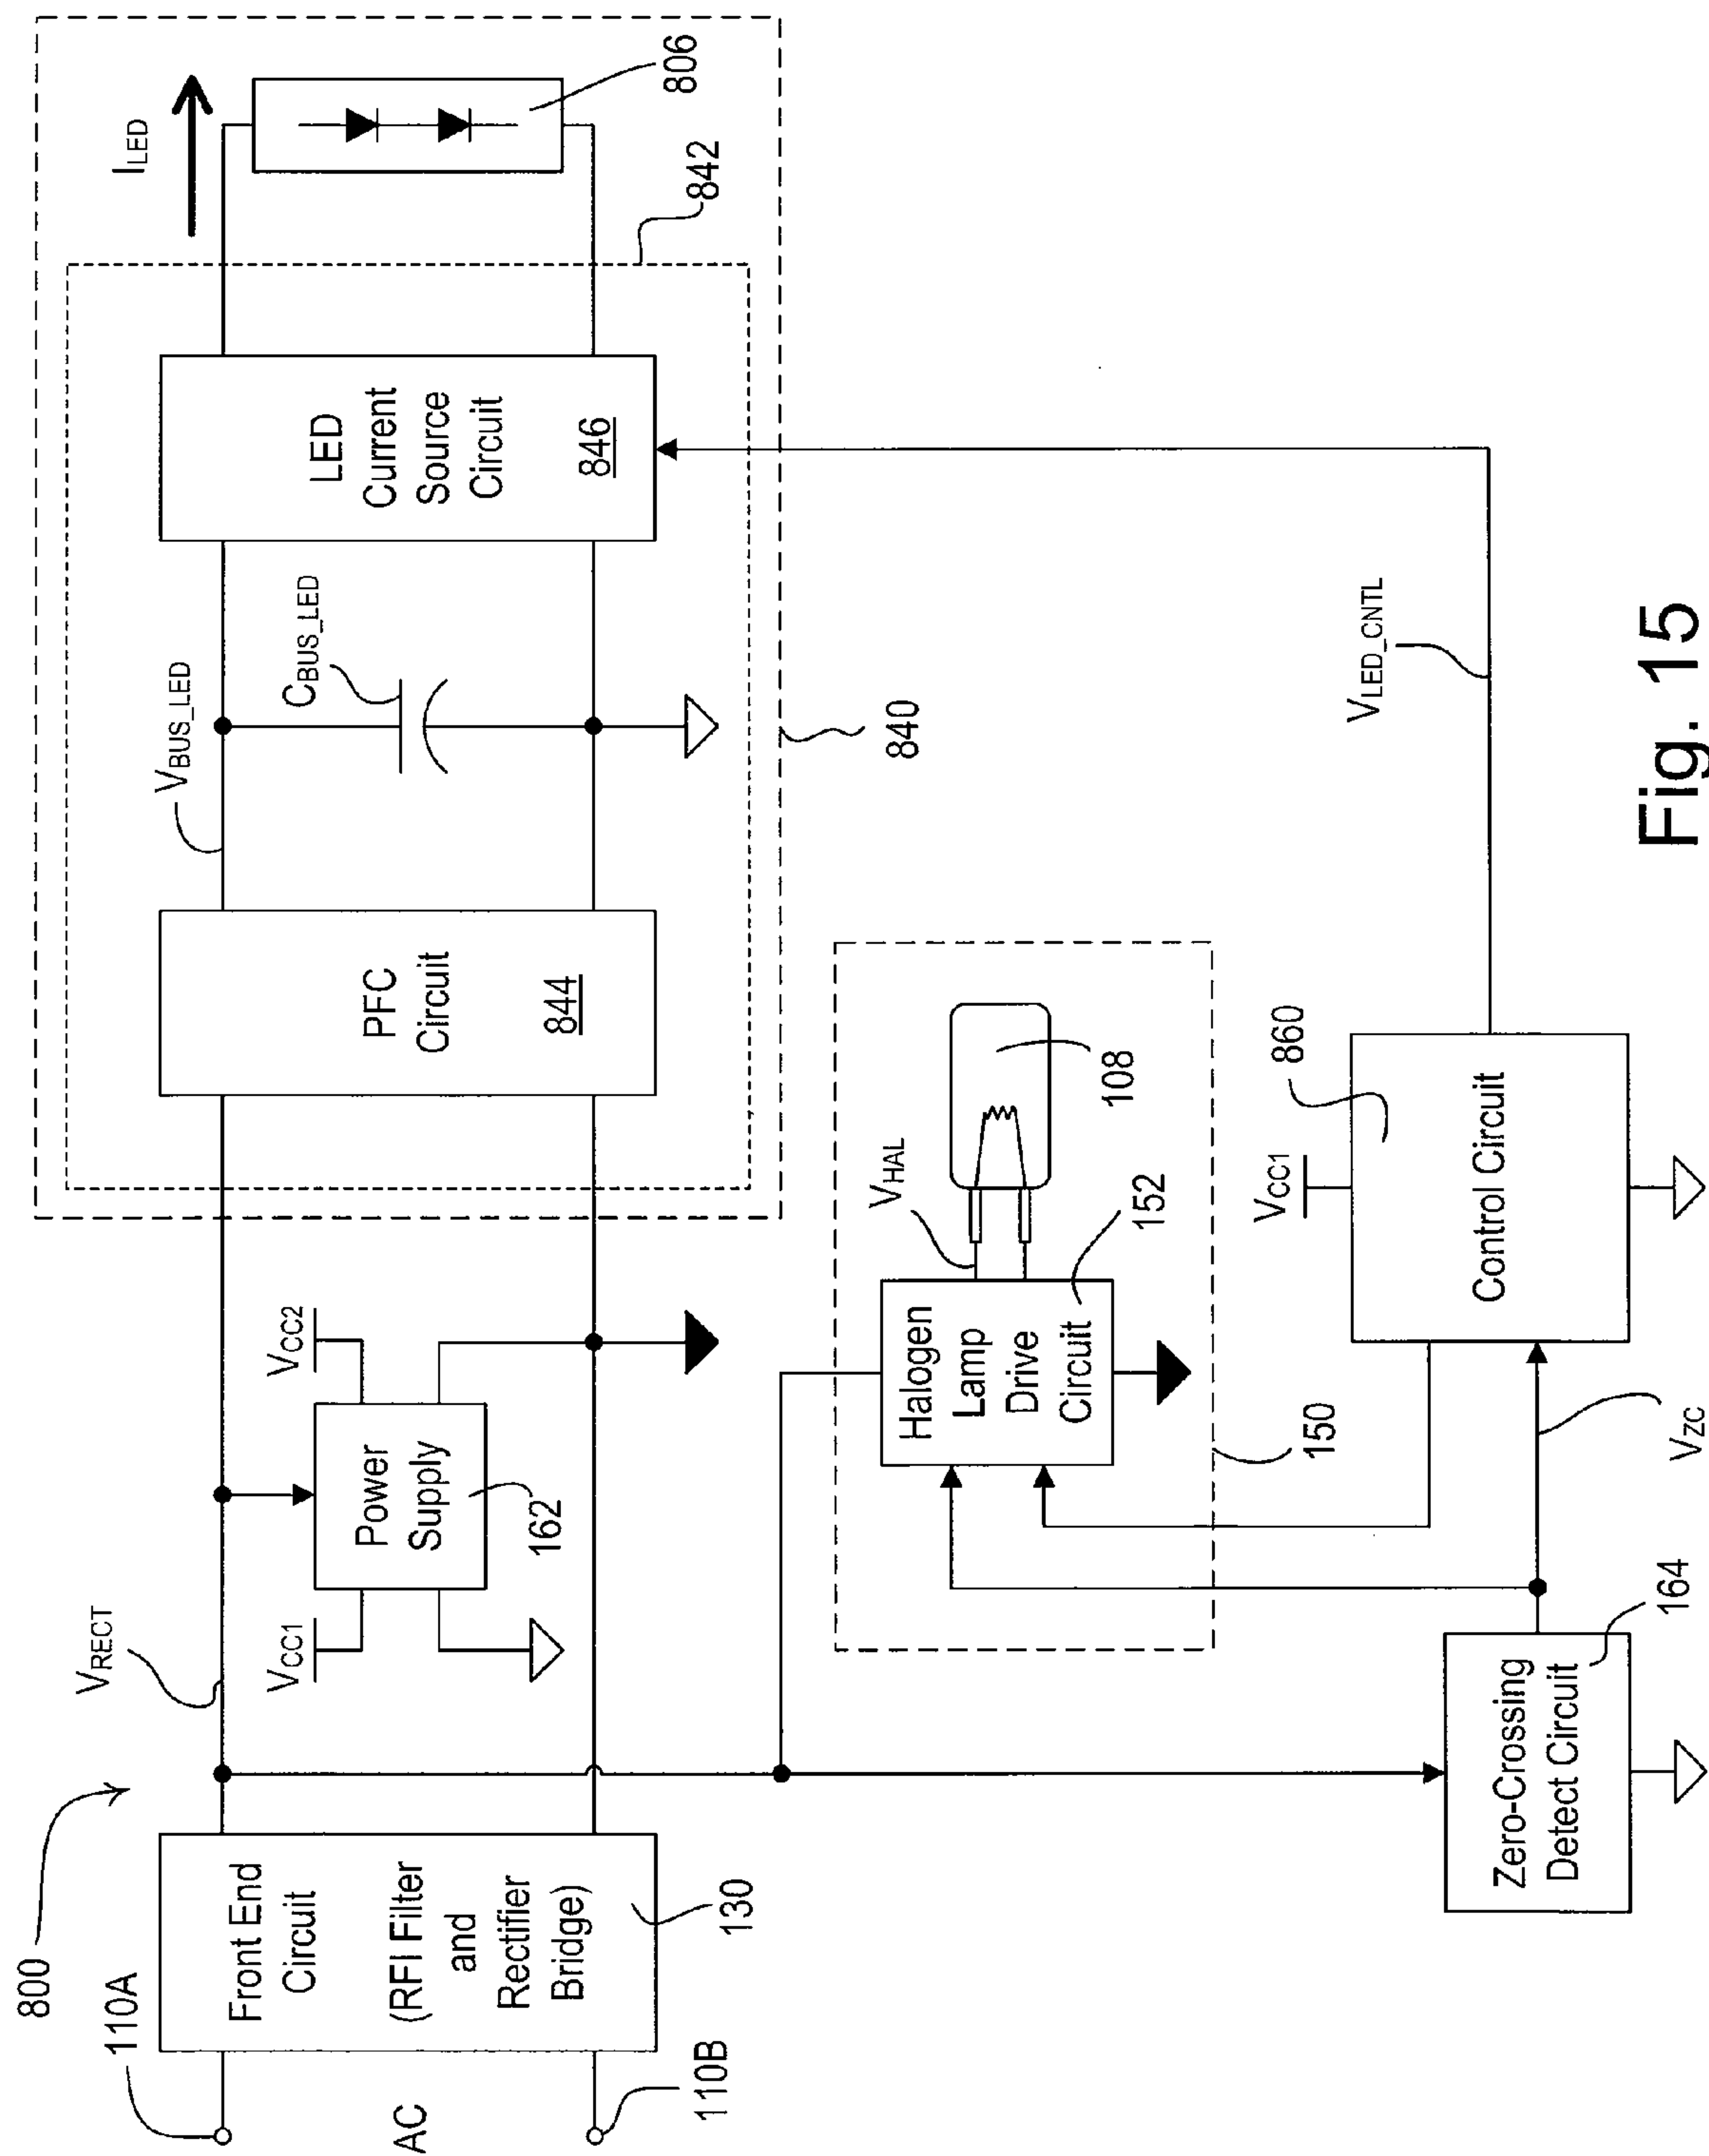 800
110A
AC
110B
Front End
Circuit
(RFI Filter
and
Rectifier
Bridge)
130
V_RECT
V_CC1
V_CC2
Power
Supply
162
PFC
Circuit
844
V_BUS_LED
C_BUS_LED
LED
Current
Source
Circuit
846
I_LED
806
842
840
Halogen
Lamp
Drive
Circuit
152
V_HAL
108
150
Zero-Crossing
Detect Circuit
164
V_ZC
V_CC1
860
Control Circuit
V_LED_CNTL
Fig. 15